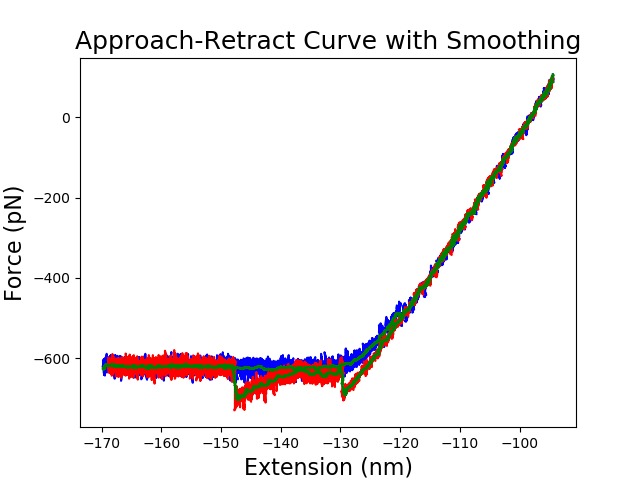 Approach-Retract Curve with Smoothing
0
−200
−400
−600
Force (pN)
−170 −160 −150 −140 −130 −120 −110 −100
Extension (nm)